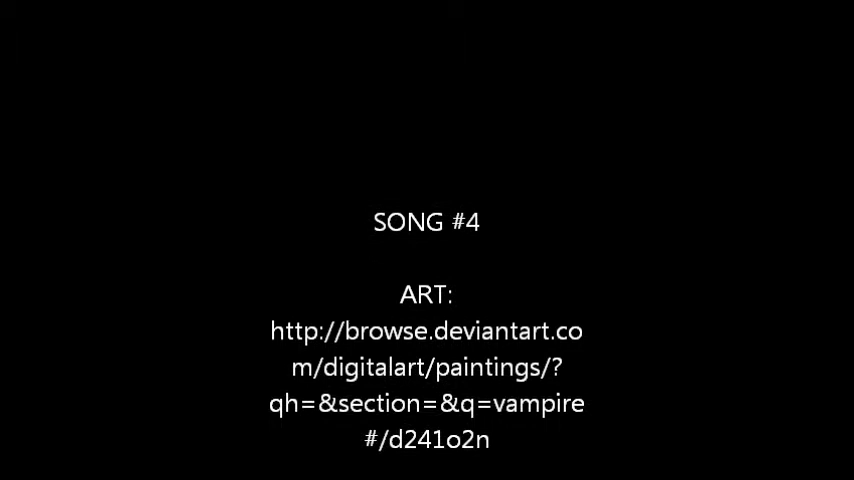 SONG #4
ART:
http://browse.deviantart.co
m/digitalart/paintings/?
qh=&section=&q=vampire
#/d241o2n